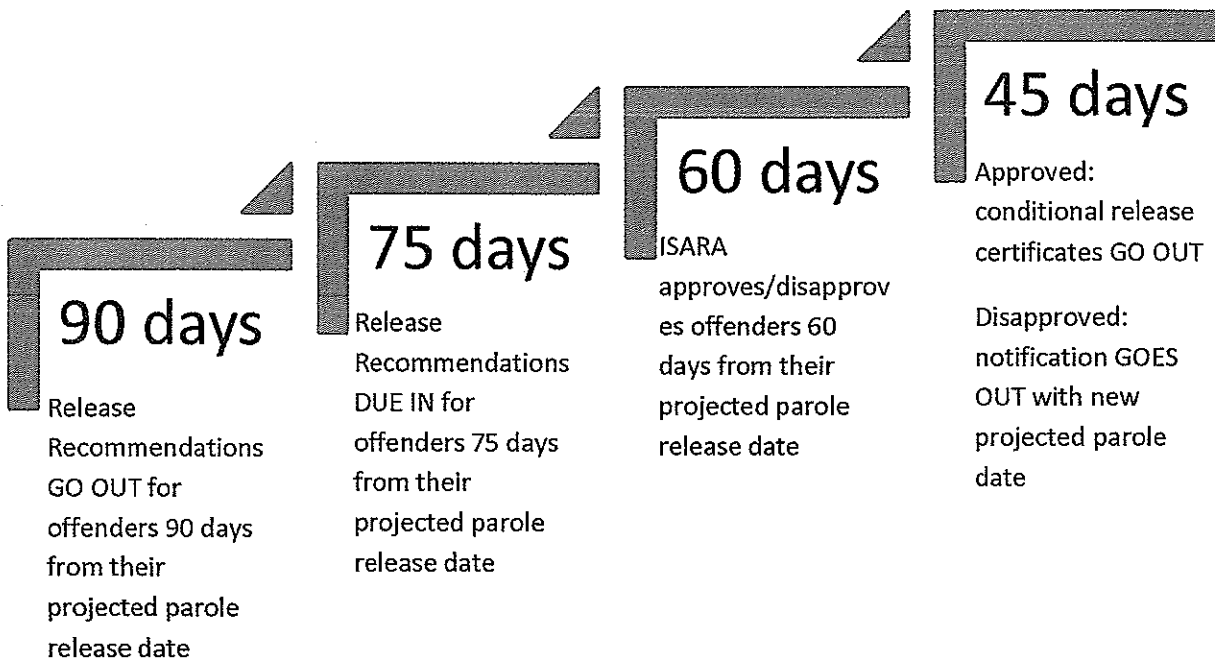 90 days
Release
Recommendations
GO OUT for
offenders 90 days
from their
projected parole
release date
75 days
Release
Recommendations
DUE IN for
offenders 75 days
from their
projected parole
release date
60 days
ISARA
approves/disapprov
es offenders 60
days from their
projected parole
release date
45 days
Approved:
conditional release
certificates GO OUT
Disapproved:
notification GOES
OUT with new
projected parole
date